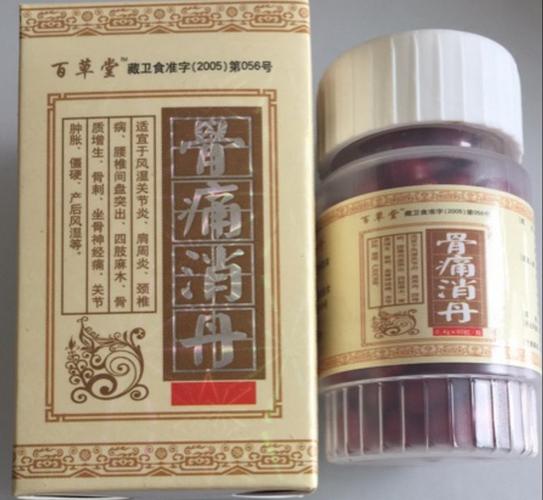 百草堂™ 藏卫食准字(2005)第056号
骨痛消丹
适宜于风湿关节炎、肩周炎、颈椎
病、腰椎间盘突出、四肢麻木、骨
质增生、骨刺、坐骨神经痛、关节
肿胀、僵硬、产后风湿等。
百草堂 藏卫食准字(2005)第056号
骨痛消丹